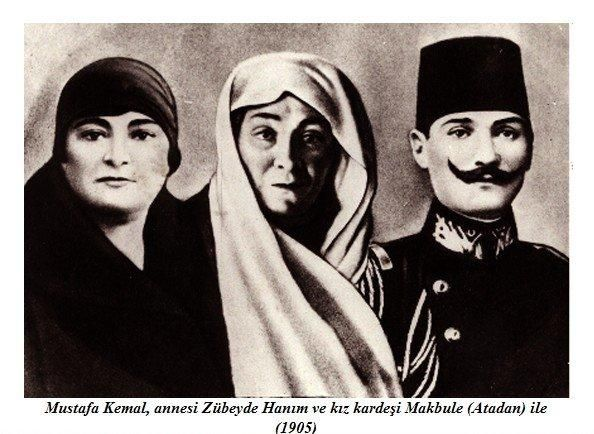 Mustafa Kemal, annesi Zübeyde Hanım ve kız kardeşi Makbule (Atadan) ile
(1905)